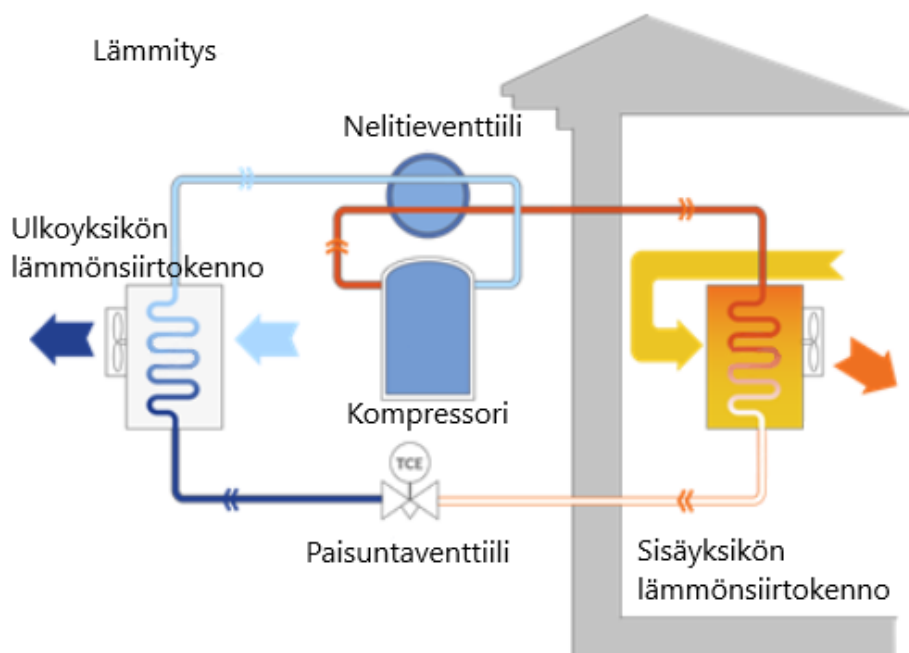 Lämmitys
Nelitieventtiili
Ulkoyksikön
lämmönsiirtokenno
Kompressori
TCE
Paisuntaventtiili
Sisäyksikön
lämmönsiirtokenno